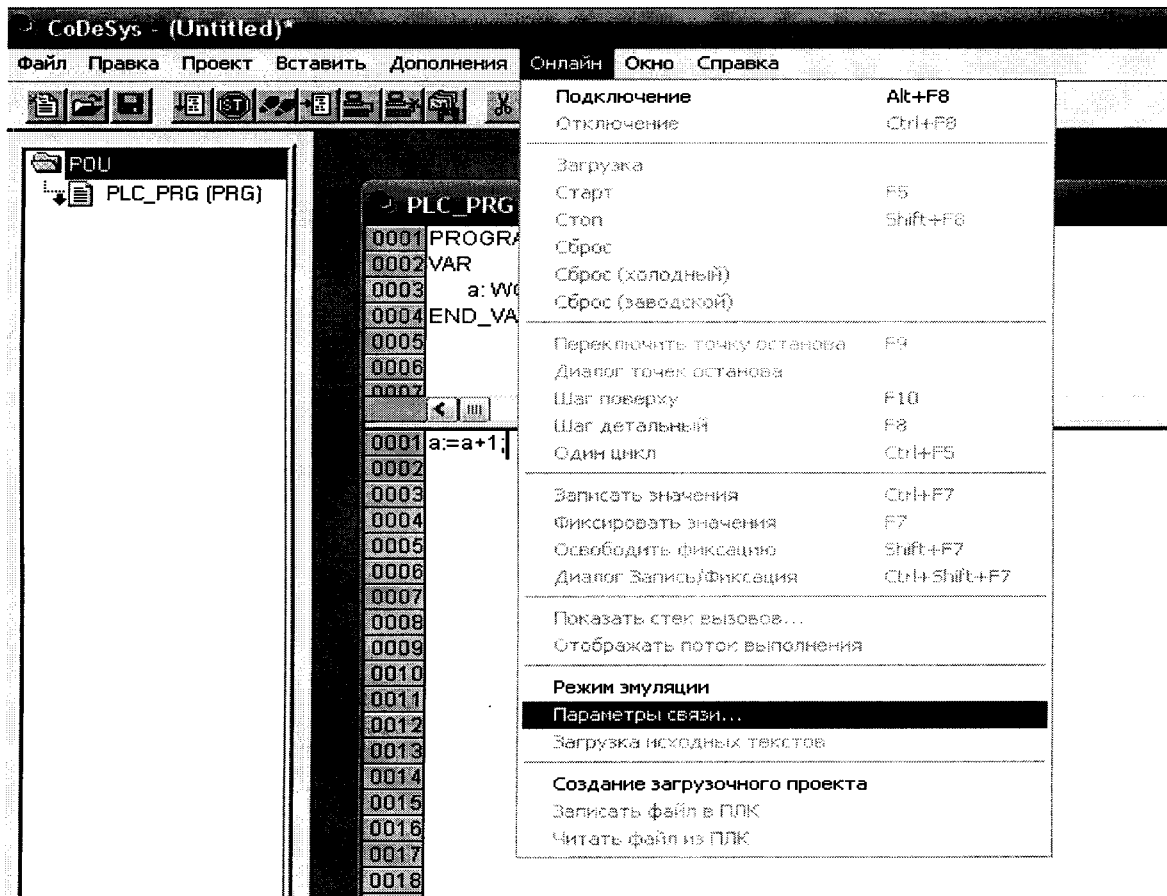 CoDeSys - (Untitled)*
Файл Правка Проект Вставить Дополнения Онлайн Окно Справка
POU
PLC_PRG (PRG)
PLC_PRG
0001 PROGRA
0002 VAR
0003 a: WO
0004 END_VA
0005
0006
0007
0001 a:=a+1;
0002
0003
0004
0005
0006
0007
0008
0009
0010
0011
0012
0013
0014
0015
0016
0017
0018
Подключение Alt+F8
Отключение Ctrl+F8
Загрузка
Старт F5
Стоп Shift+F8
Сброс
Сброс (холодный)
Сброс (заводской)
Переключить точку останова F9
Диалог точек останова
Шаг поверху F10
Шаг детальный F8
Один цикл Ctrl+F5
Записать значения Ctrl+F7
Фиксировать значения F7
Освободить фиксацию Shift+F7
Диалог Запись/Фиксация Ctrl+Shift+F7
Показать стек вызовов...
Отображать поток выполнения
Режим эмуляции
Параметры связи...
Загрузка исходных текстов
Создание загрузочного проекта
Записать файл в ПЛК
Читать файл из ПЛК